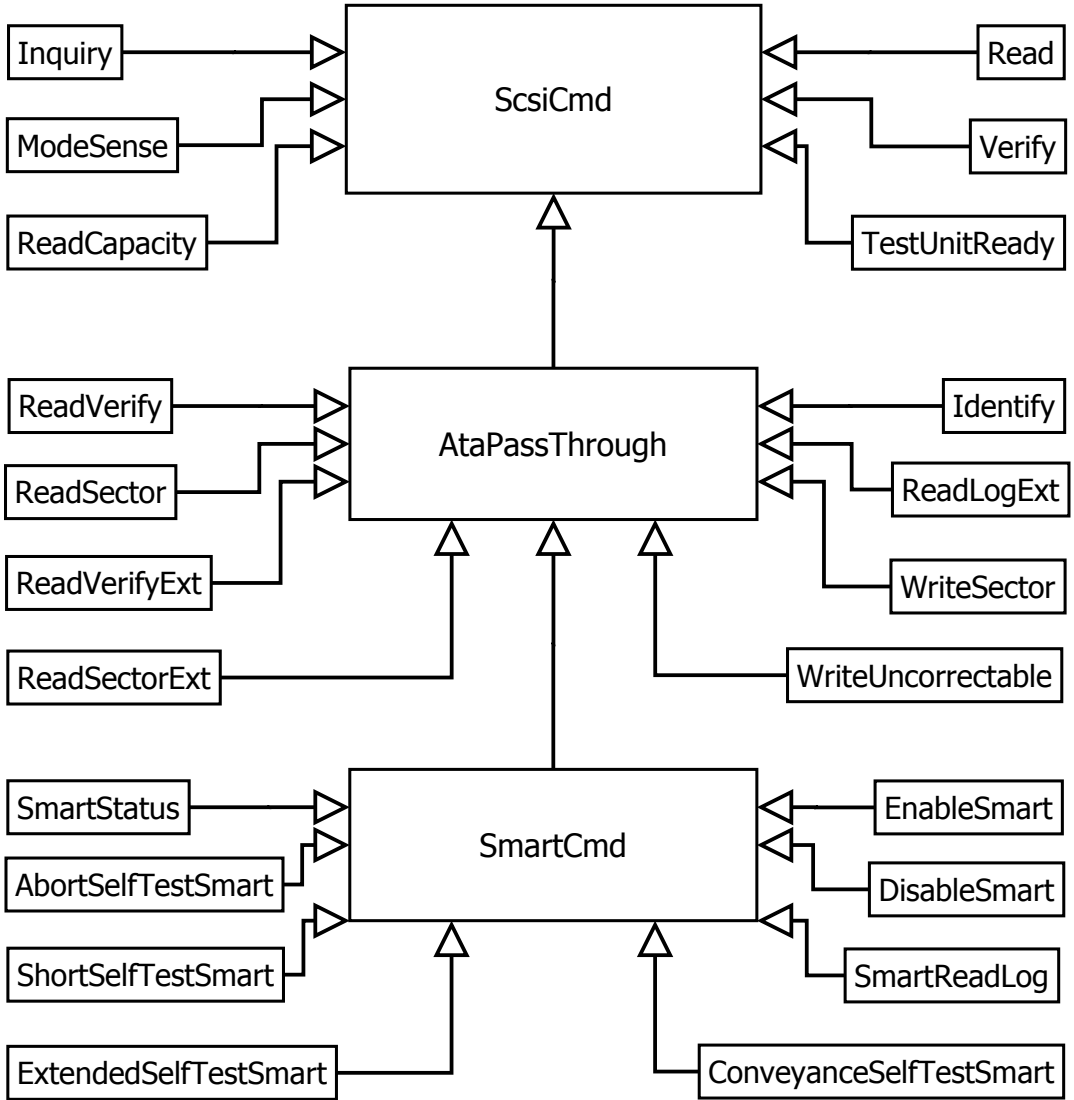 Inquiry
Read
ScsiCmd
ModeSense
Verify
ReadCapacity
TestUnitReady
ReadVerify
Identify
AtaPassThrough
ReadSector
ReadLogExt
ReadVerifyExt
WriteSector
ReadSectorExt
WriteUncorrectable
SmartStatus
EnableSmart
SmartCmd
AbortSelfTestSmart
DisableSmart
ShortSelfTestSmart
SmartReadLog
ExtendedSelfTestSmart
ConveyanceSelfTestSmart